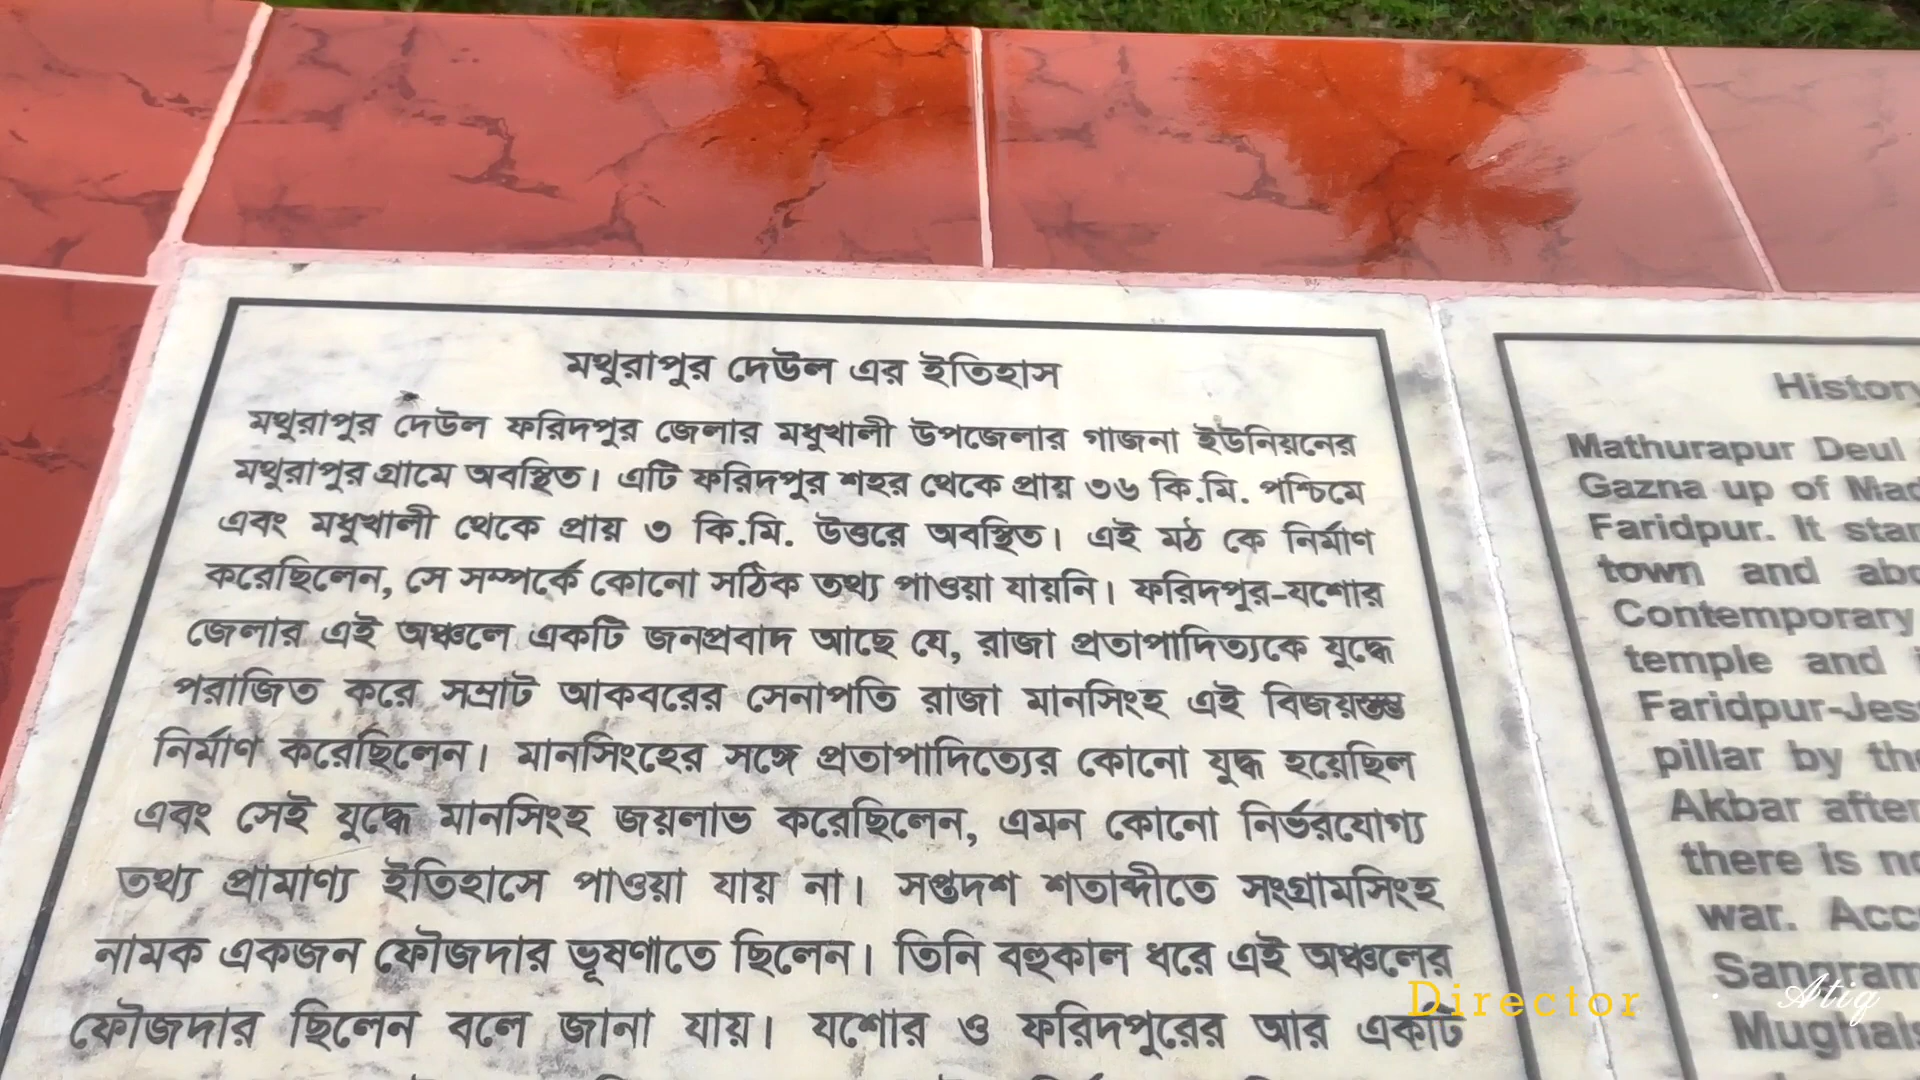 মথুরাপুর দেউল এর ইতিহাস
মথুরাপুর দেউল ফরিদপুর জেলার মধুখালী উপজেলার গাজনা ইউনিয়নের
মথুরাপুর গ্রামে অবস্থিত। এটি ফরিদপুর শহর থেকে প্রায় ৩৬ কি.মি. পশ্চিমে
এবং মধুখালী থেকে প্রায় ৩ কি.মি. উত্তরে অবস্থিত। এই মঠ কে নির্মাণ
করেছিলেন, সে সম্পর্কে কোনো সঠিক তথ্য পাওয়া যায়নি। ফরিদপুর-যশোর
জেলার এই অঞ্চলে একটি জনপ্রবাদ আছে যে, রাজা প্রতাপাদিত্যকে যুদ্ধে
পরাজিত করে সম্রাট আকবরের সেনাপতি রাজা মানসিংহ এই বিজয়স্তম্ভ
নির্মাণ করেছিলেন। মানসিংহের সঙ্গে প্রতাপাদিত্যের কোনো যুদ্ধ হয়েছিল
এবং সেই যুদ্ধে মানসিংহ জয়লাভ করেছিলেন, এমন কোনো নির্ভরযোগ্য
তথ্য প্রামাণ্য ইতিহাসে পাওয়া যায় না। সপ্তদশ শতাব্দীতে সংগ্রামসিংহ
নামক একজন ফৌজদার ভূষণাতে ছিলেন। তিনি বহুকাল ধরে এই অঞ্চলের
ফৌজদার ছিলেন বলে জানা যায়। যশোর ও ফরিদপুরের আর একটি
History
Mathurapur Deul
Gazna up of
Faridpur. It
town and
Contemporary
temple and
Faridpur-
pillar by
Akbar after
there is
war.
Director Atiq